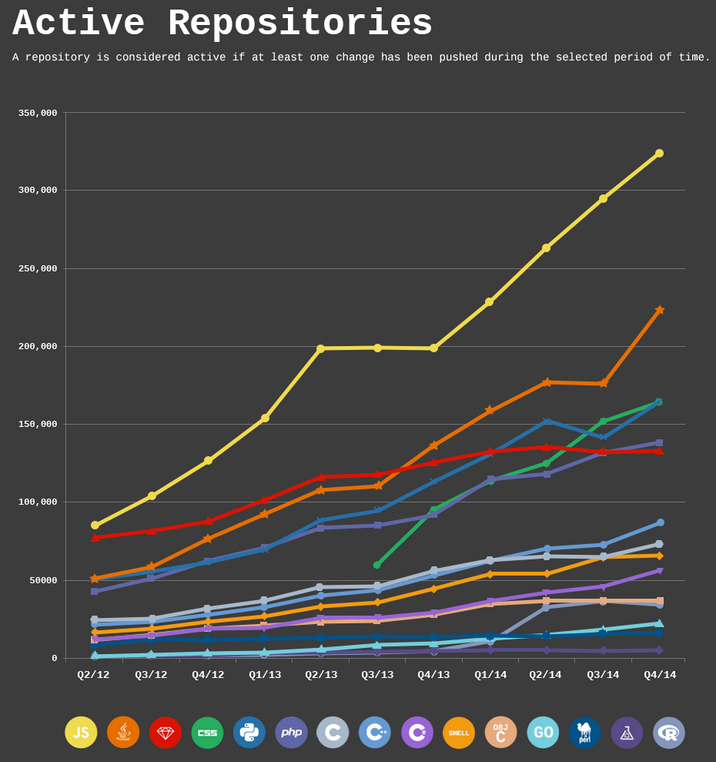 Active Repositories
A repository is considered active if at least one change has been pushed during the selected period of time.
350,000
300,000
250,000
200,000
150,000
100,000
50000
0
Q2/12 Q3/12 Q4/12 Q1/13 Q2/13 Q3/13 Q4/13 Q1/14 Q2/14 Q3/14 Q4/14
JS CSS php C C++ C# SHELL OBJ C GO perl R